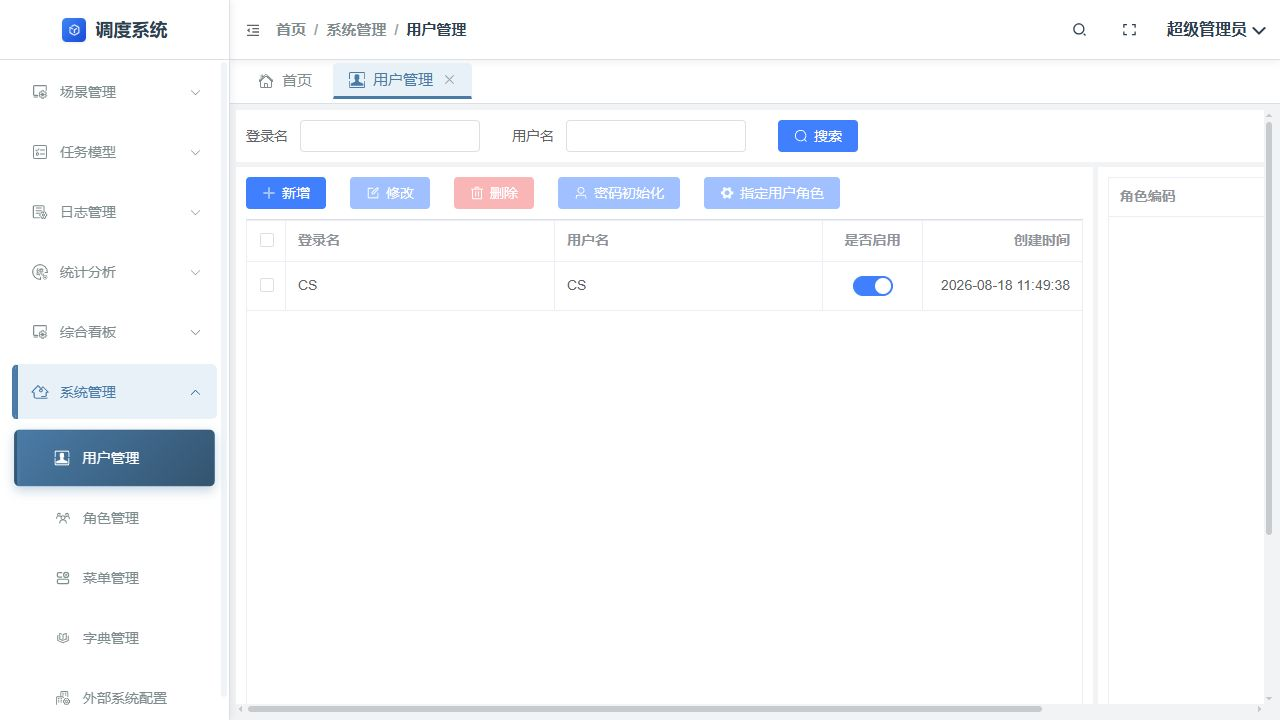 调度系统
首页 / 系统管理 / 用户管理
超级管理员
首页
用户管理
场景管理
任务模型
日志管理
统计分析
综合看板
系统管理
用户管理
角色管理
菜单管理
字典管理
外部系统配置
登录名
用户名
搜索
新增
修改
删除
密码初始化
指定用户角色
登录名 用户名 是否启用 创建时间
CS CS 2026-08-18 11:49:38
角色编码